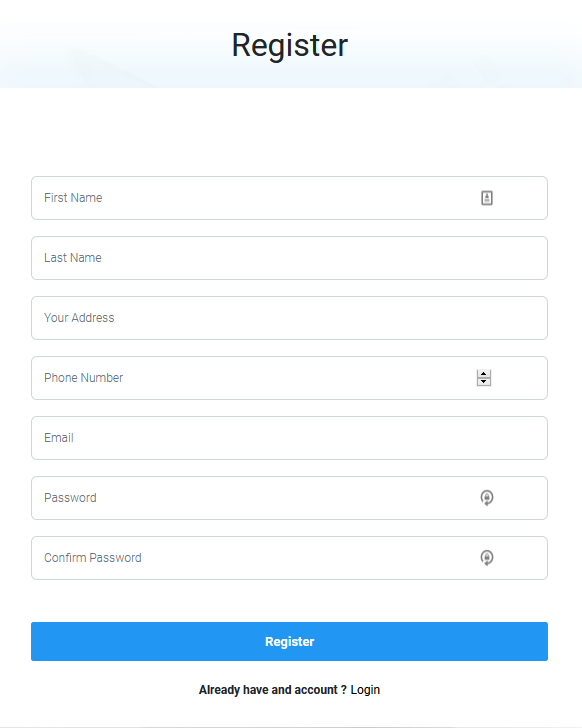 Register
First Name
Last Name
Your Address
Phone Number
Email
Password
Confirm Password
Register
Already have and account ? Login